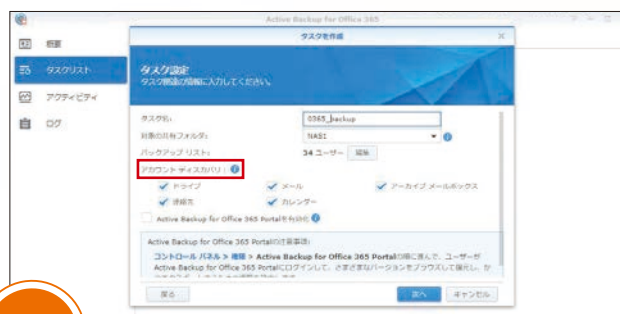 Active Backup for Office 365
概要
タスクリスト
アクティビティ
ログ
タスクを作成
タスク設定
タスク関連の情報に入力してください。
タスク名:
O365_backup
対象の共有フォルダ:
NAS1
バックアップ リスト:
34 ユーザー 編集
アカウント ディスカバリ:
ドライブ メール アーカイブ メールボックス
連絡先 カレンダー
Active Backup for Office 365 Portalを有効化
Active Backup for Office 365 Portalの注意事項:
コントロール パネル > 権限 > Active Backup for Office 365 Portalの順に進んで、ユーザーが
Active Backup for Office 365 Portalにログインして、さまざまなバージョンをブラウズして復元し、か
戻る
次へ
キャンセル